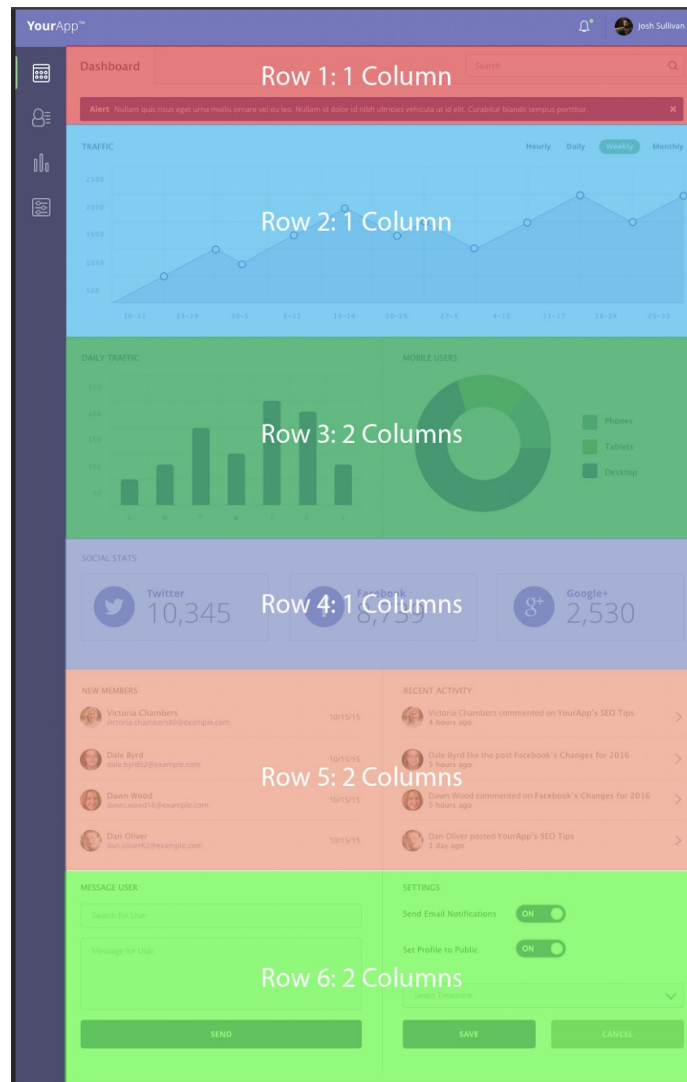 YourApp™
Josh Sullivan
Dashboard
Search
Row 1: 1 Column
Alert Nullam quis risus eget urna mollis ornare vel eu leo. Nullam id dolor id nibh ultricies vehicula ut id elit. Curabitur blandit tempus porttitor.
TRAFFIC
Hourly Daily Weekly Monthly
2500
2000
Row 2: 1 Column
1500
1000
500
18-22 25-29 30-5 6-12 13-19 20-26 27-3 4-10 11-17 18-24 25-31
DAILY TRAFFIC
MOBILE USERS
250
200
150
100
50
S M T W T F S
Row 3: 2 Columns
Phones
Tablets
Desktop
SOCIAL STATS
Twitter
10,345
Facebook
8,739
Google+
2,530
Row 4: 1 Columns
NEW MEMBERS
Victoria Chambers
victoria.chambers80@example.com
10/15/15
Dale Byrd
dale.byrd52@example.com
10/15/15
Dawn Wood
dawn.wood16@example.com
10/15/15
Dan Oliver
dan.oliver82@example.com
10/15/15
Row 5: 2 Columns
RECENT ACTIVITY
Victoria Chambers commented on YourApp's SEO Tips
4 hours ago
Dale Byrd like the post Facebook's Changes for 2016
5 hours ago
Dawn Wood commented on Facebook's Changes for 2016
5 hours ago
Dan Oliver posted YourApp's SEO Tips
1 day ago
MESSAGE USER
Search for User
Message for User
SEND
Row 6: 2 Columns
SETTINGS
Send Email Notifications ON
Set Profile to Public ON
Select Timezone
SAVE CANCEL